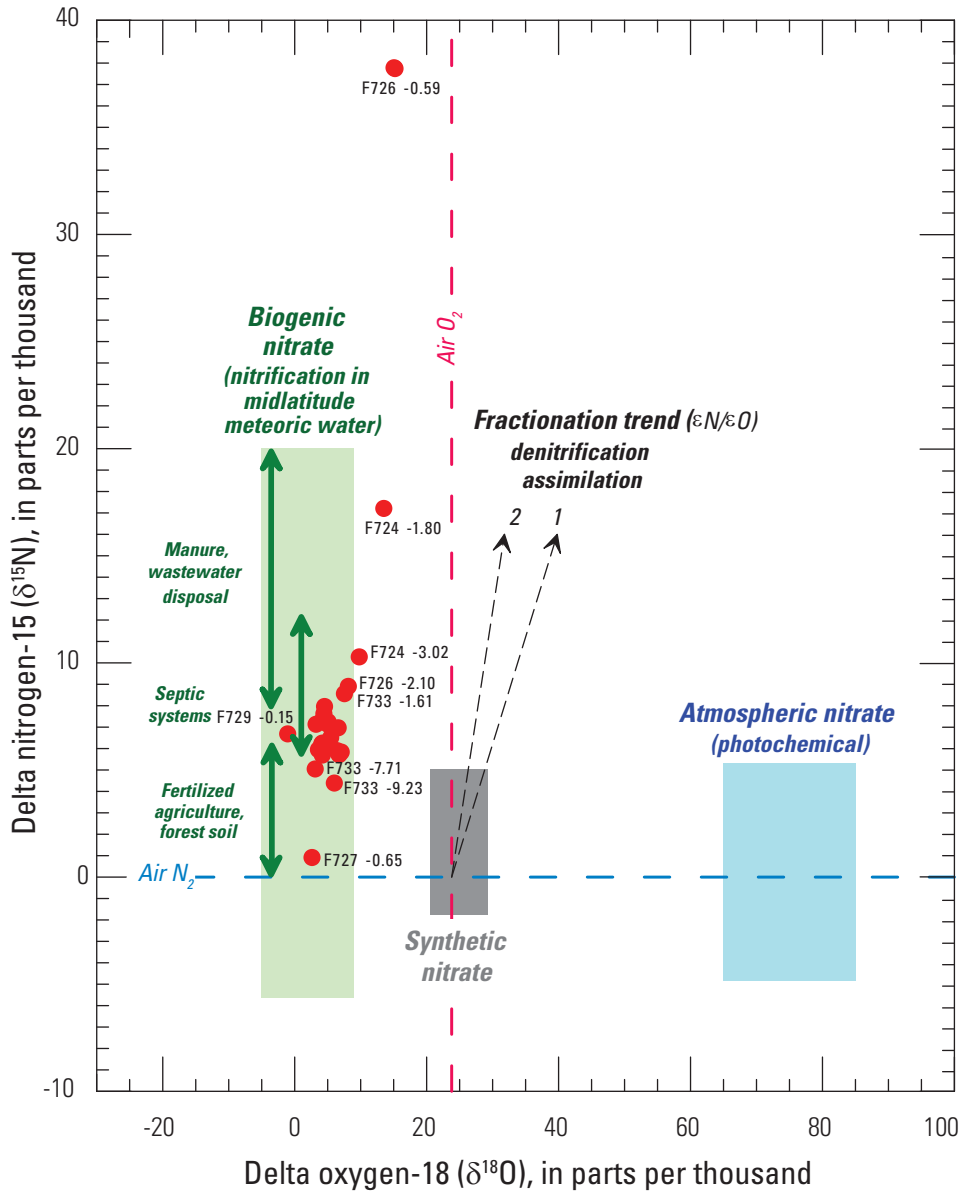 40
30
20
10
0
-10
Delta nitrogen-15 (δ¹⁵N), in parts per thousand
F726 -0.59
Air O₂
Biogenic
nitrate
(nitrification in
midlatitude
meteoric water)
Fractionation trend (εN/εO)
denitrification
assimilation
2 1
F724 -1.80
Manure,
wastewater
disposal
F724 -3.02
F726 -2.10
F733 -1.61
Septic
systems
F729 -0.15
F733 -7.71
F733 -9.23
Fertilized
agriculture,
forest soil
F727 -0.65
Air N₂
Atmospheric nitrate
(photochemical)
Synthetic
nitrate
-20 0 20 40 60 80 100
Delta oxygen-18 (δ¹⁸O), in parts per thousand